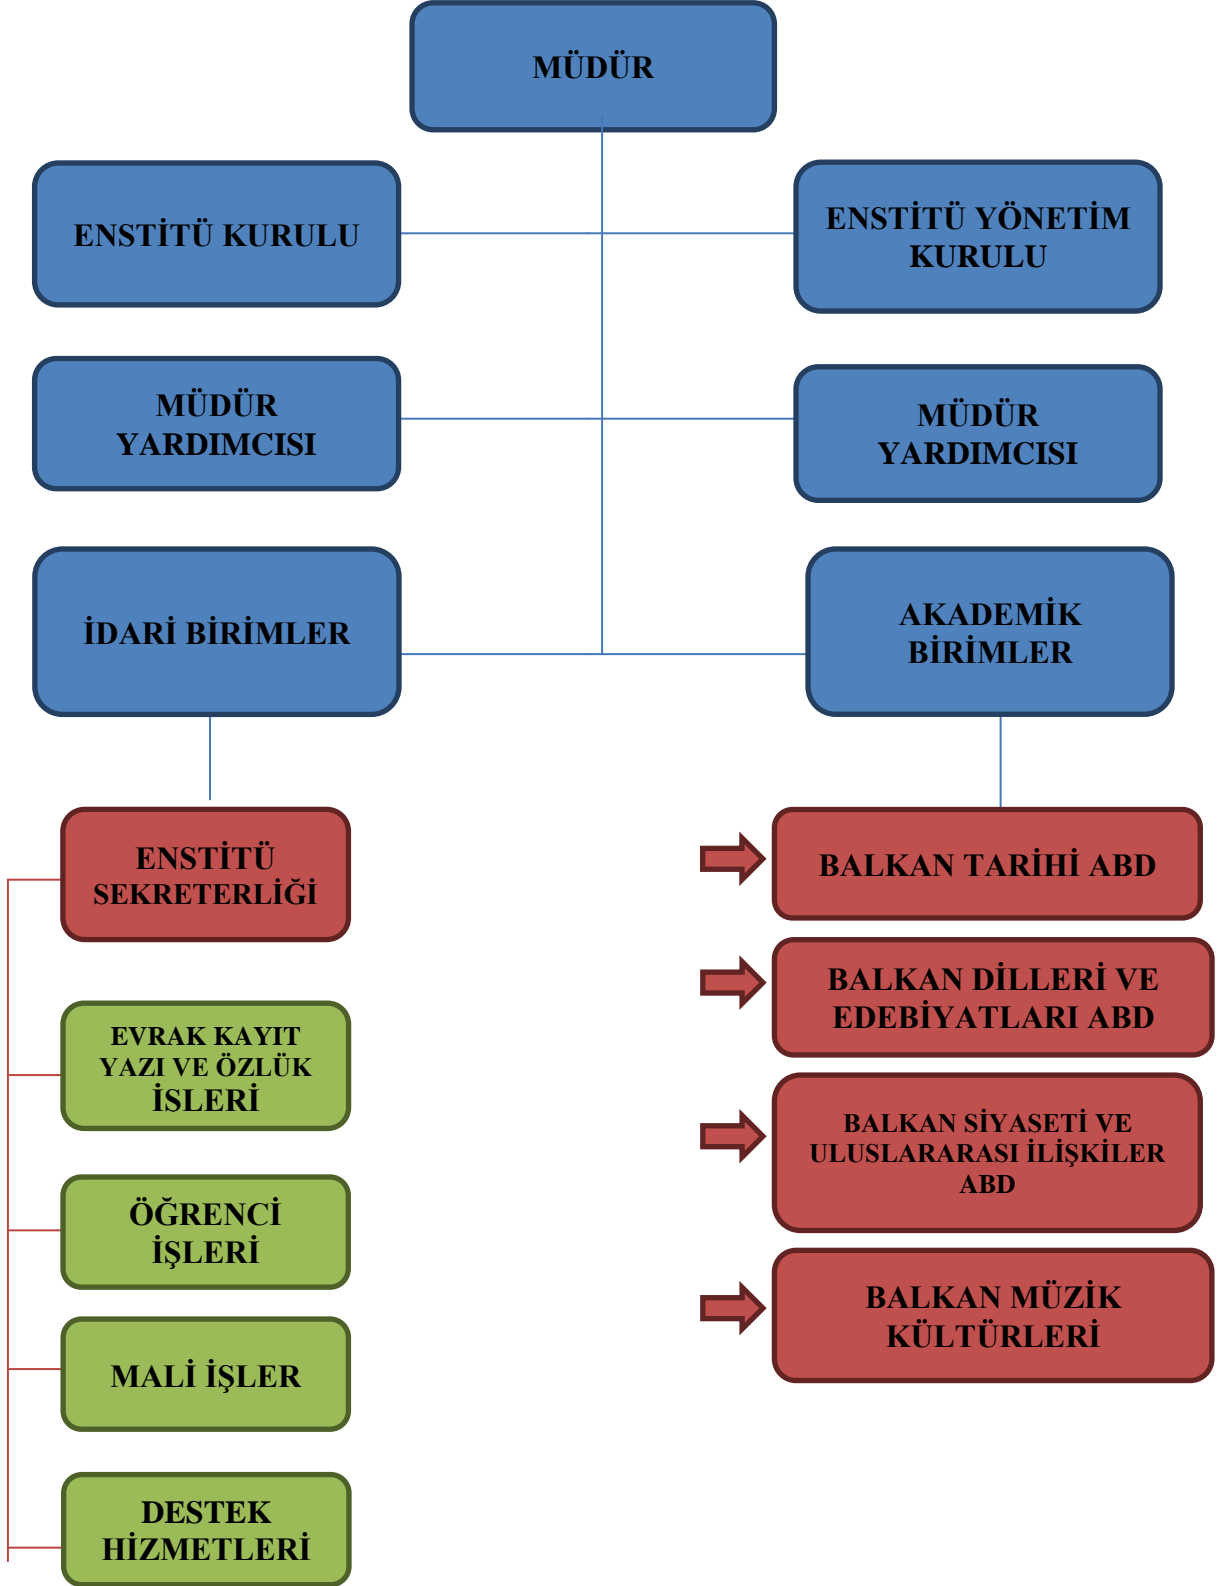 MÜDÜR
ENSTİTÜ KURULU
ENSTİTÜ YÖNETİM
KURULU
MÜDÜR
YARDIMCISI
MÜDÜR
YARDIMCISI
İDARİ BİRİMLER
AKADEMİK
BİRİMLER
ENSTİTÜ
SEKRETERLİĞİ
EVRAK KAYIT
YAZI VE ÖZLÜK
İSLERİ
ÖĞRENCİ
İŞLERİ
MALİ İŞLER
DESTEK
HİZMETLERİ
BALKAN TARİHİ ABD
BALKAN DİLLERİ VE
EDEBİYATLARI ABD
BALKAN SİYASETİ VE
ULUSLARARASI İLİŞKİLER
ABD
BALKAN MÜZİK
KÜLTÜRLERİ